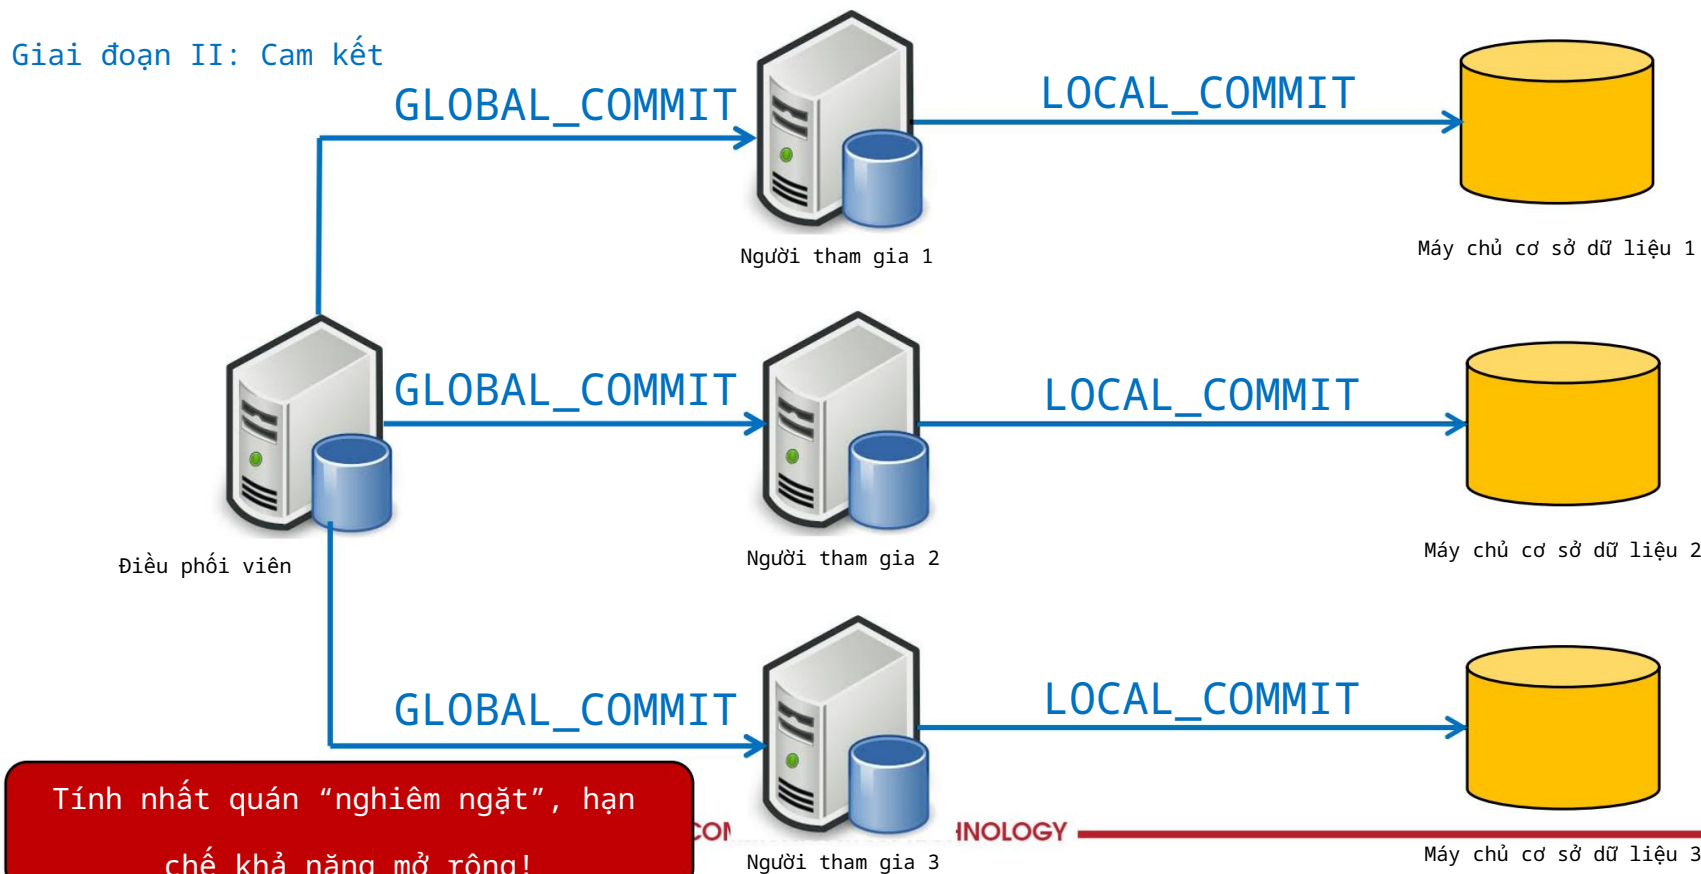 Giai đoạn II: Cam kết
GLOBAL_COMMIT
LOCAL_COMMIT
Người tham gia 1
Máy chủ cơ sở dữ liệu 1
GLOBAL_COMMIT
LOCAL_COMMIT
Điều phối viên
Người tham gia 2
Máy chủ cơ sở dữ liệu 2
GLOBAL_COMMIT
LOCAL_COMMIT
Tính nhất quán “nghiêm ngặt”, hạn
chế khả năng mở rộng!
Người tham gia 3
Máy chủ cơ sở dữ liệu 3